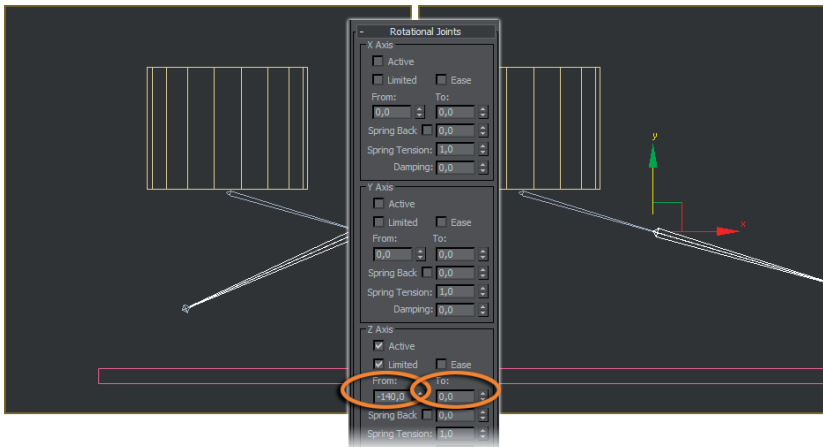 - Rotational Joints
X Axis
Active
Limited Ease
From: To:
0,0 0,0
Spring Back 0,0
Spring Tension: 1,0
Damping: 0,0
Y Axis
Active
Limited Ease
From: To:
0,0 0,0
Spring Back 0,0
Spring Tension: 1,0
Damping: 0,0
Z Axis
Active
Limited Ease
From: To:
-140,0 0,0
Spring Back 0,0
Spring Tension: 1,0
y
x